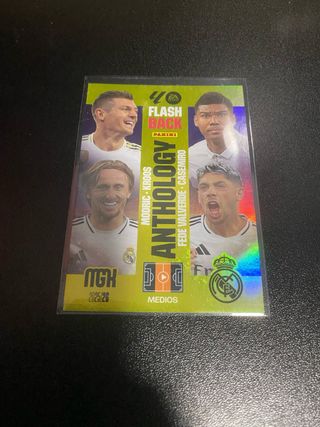 FLASH
BACK
PANINI
ANTHOLOGY
MODRIC · KROOS
FEDE VALVERDE · CASEMIRO
MGK
MEDIOS